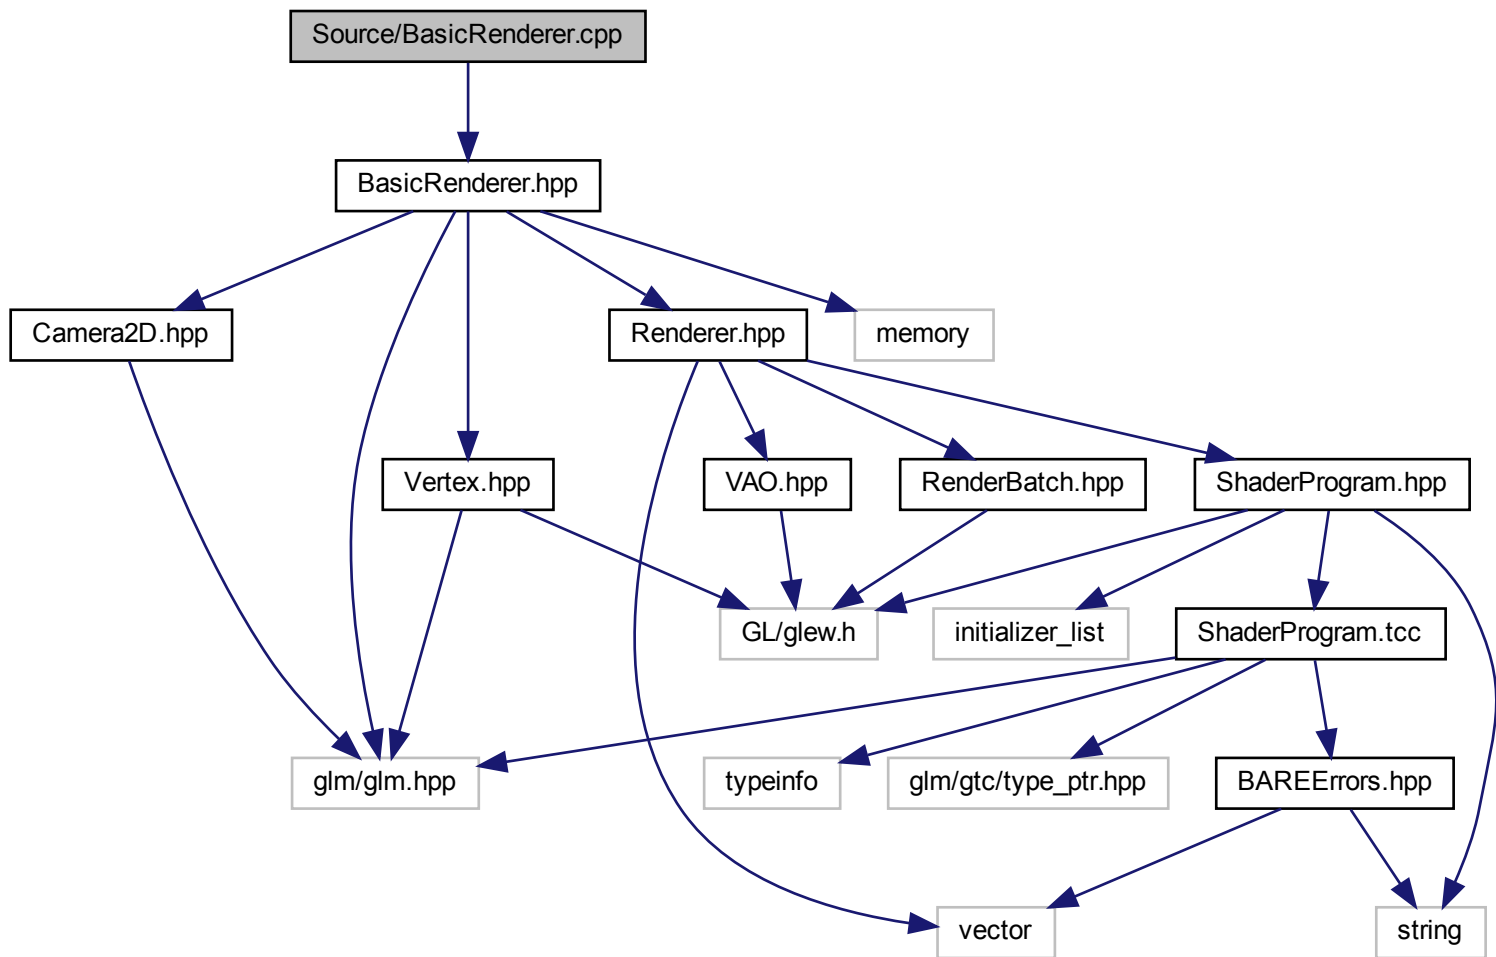 Source/BasicRenderer.cpp
BasicRenderer.hpp
Camera2D.hpp
Renderer.hpp
memory
Vertex.hpp
VAO.hpp
RenderBatch.hpp
ShaderProgram.hpp
GL/glew.h
initializer_list
ShaderProgram.tcc
glm/glm.hpp
typeinfo
glm/gtc/type_ptr.hpp
BAREErrors.hpp
vector
string